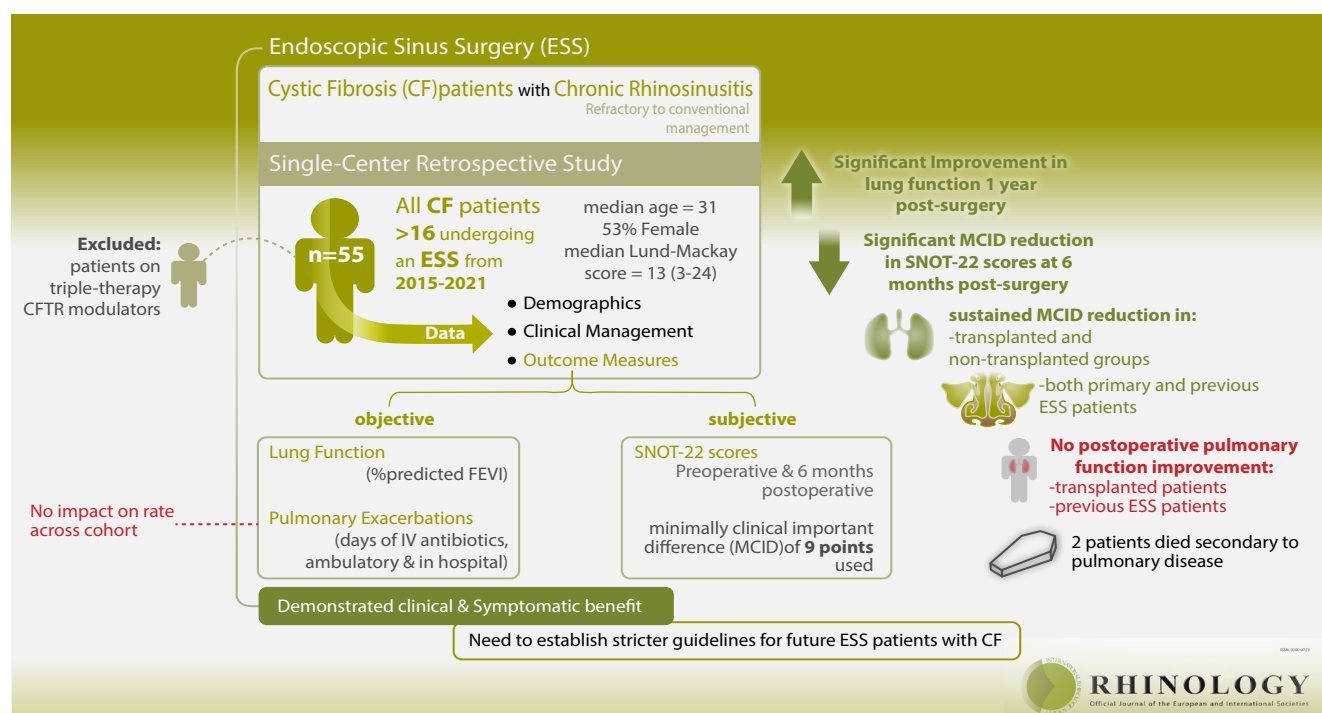 Endoscopic Sinus Surgery (ESS)
Cystic Fibrosis (CF)patients with Chronic Rhinosinusitis
Refractory to conventional
management
Single-Center Retrospective Study
Excluded:
patients on
triple-therapy
CFTR modulators
n=55
All CF patients
>16 undergoing
an ESS from
2015-2021
median age = 31
53% Female
median Lund-Mackay
score = 13 (3-24)
Data
● Demographics
● Clinical Management
● Outcome Measures
objective
Lung Function
(%predicted FEVI)
Pulmonary Exacerbations
(days of IV antibiotics,
ambulatory & in hospital)
No impact on rate
across cohort
subjective
SNOT-22 scores
Preoperative & 6 months
postoperative
minimally clinical important
difference (MCID)of 9 points
used
Significant Improvement in
lung function 1 year
post-surgery
Significant MCID reduction
in SNOT-22 scores at 6
months post-surgery
sustained MCID reduction in:
-transplanted and
non-transplanted groups
-both primary and previous
ESS patients
No postoperative pulmonary
function improvement:
-transplanted patients
-previous ESS patients
2 patients died secondary to
pulmonary disease
Demonstrated clinical & Symptomatic benefit
Need to establish stricter guidelines for future ESS patients with CF
RHINOLOGY
Official Journal of the European and International Societies